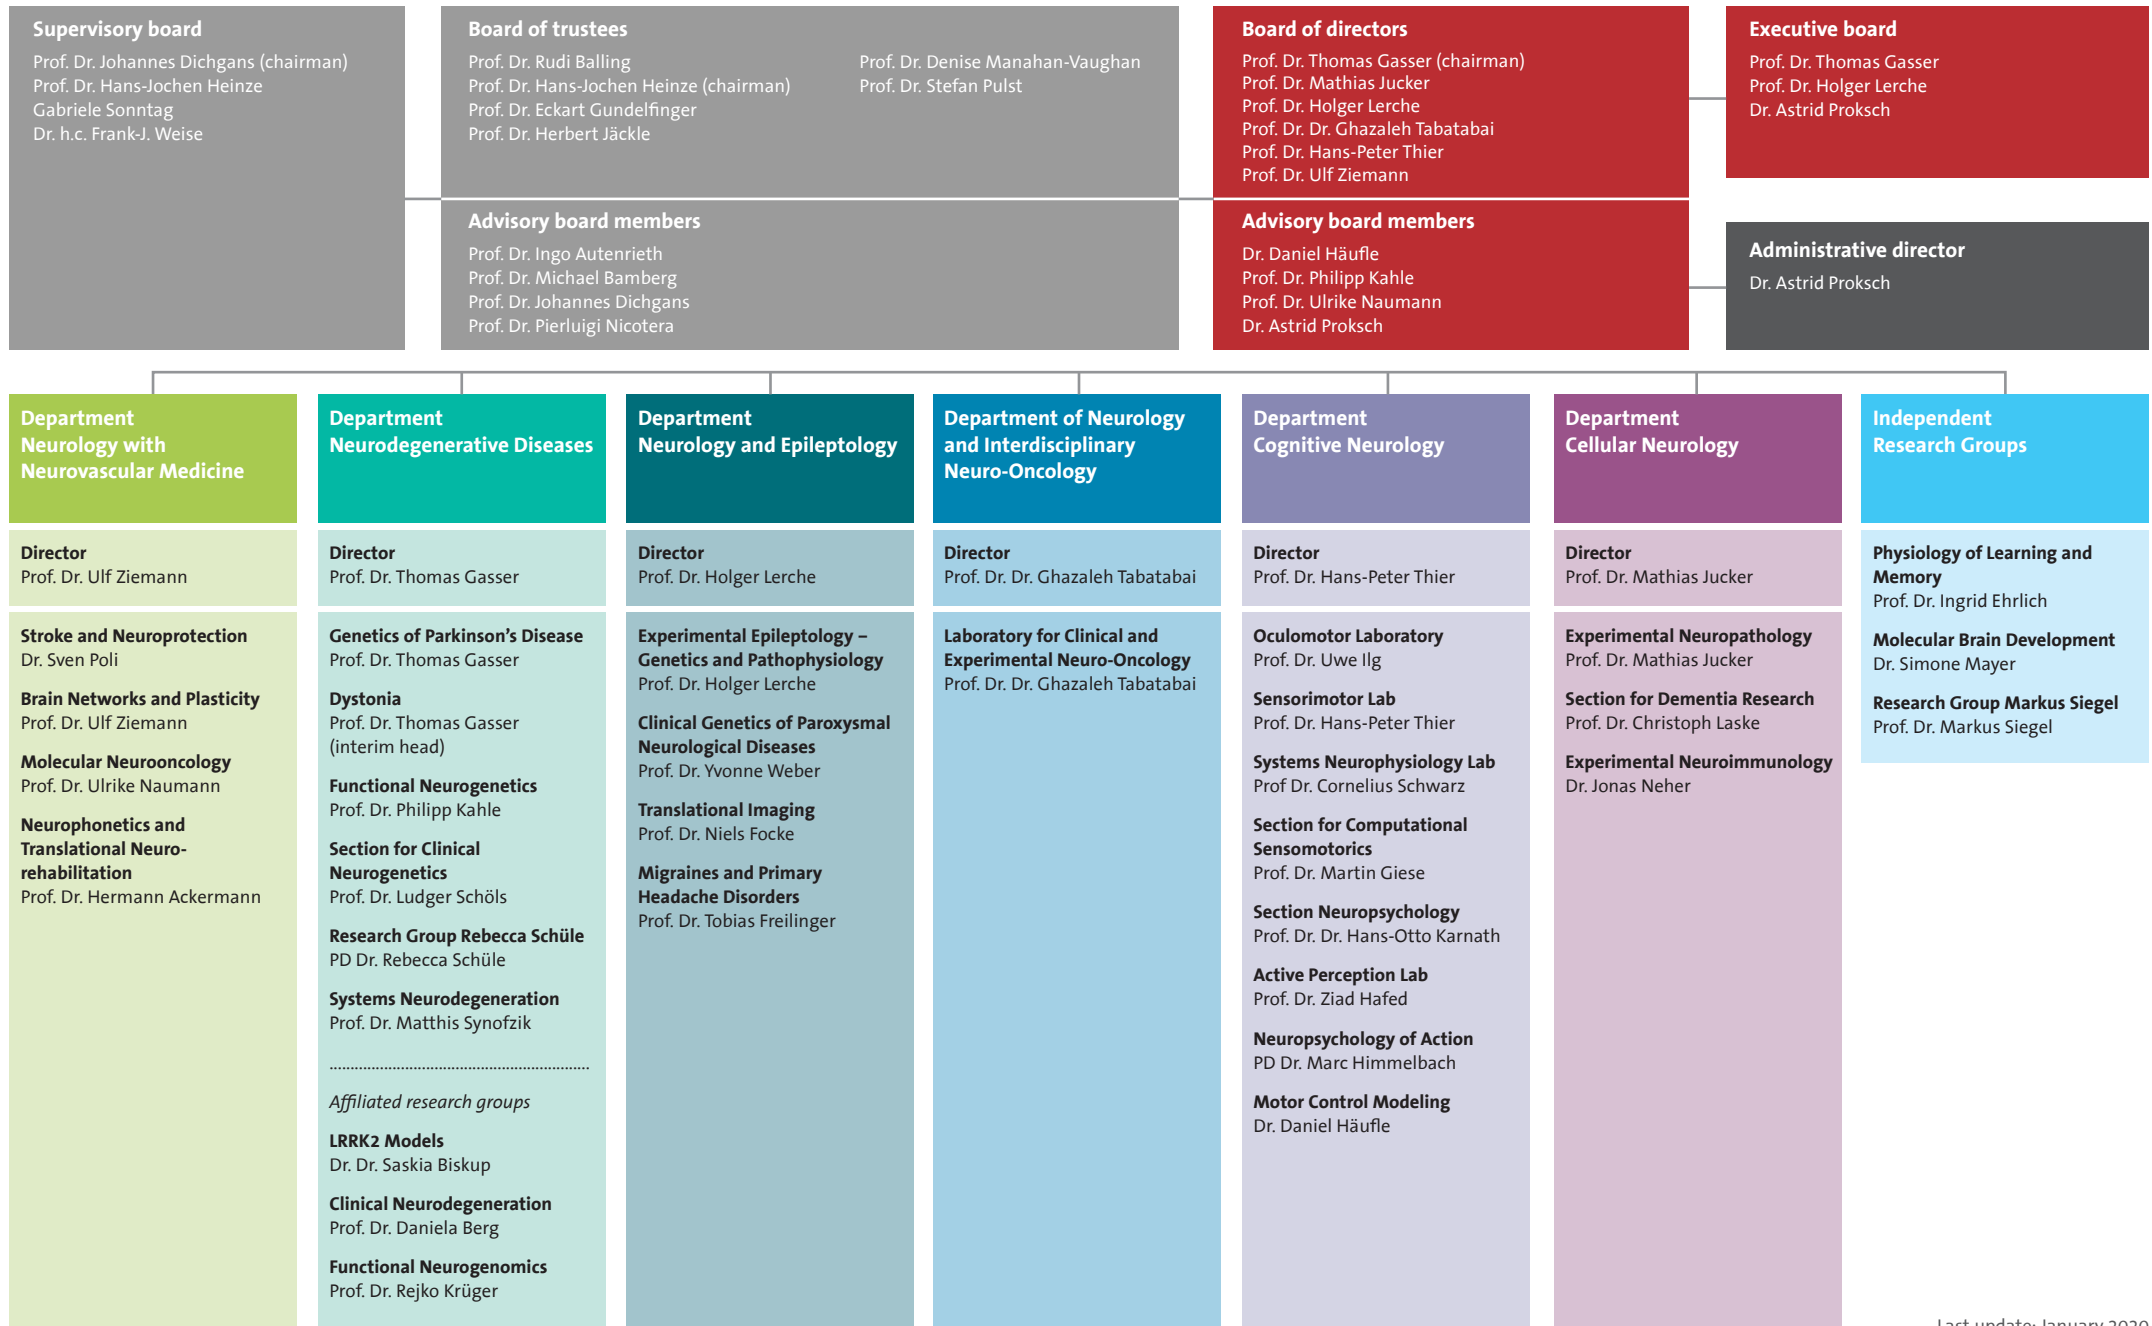 Supervisory board
Prof. Dr. Johannes Dichgans (chairman)
Prof. Dr. Hans-Jochen Heinze
Gabriele Sonntag
Dr. h.c. Frank-J. Weise
Board of trustees
Prof. Dr. Rudi Balling
Prof. Dr. Hans-Jochen Heinze (chairman)
Prof. Dr. Eckart Gundelfinger
Prof. Dr. Herbert Jäckle
Prof. Dr. Denise Manahan-Vaughan
Prof. Dr. Stefan Pulst
Advisory board members
Prof. Dr. Ingo Autenrieth
Prof. Dr. Michael Bamberg
Prof. Dr. Johannes Dichgans
Prof. Dr. Pierluigi Nicotera
Board of directors
Prof. Dr. Thomas Gasser (chairman)
Prof. Dr. Mathias Jucker
Prof. Dr. Holger Lerche
Prof. Dr. Dr. Ghazaleh Tabatabai
Prof. Dr. Hans-Peter Thier
Prof. Dr. Ulf Ziemann
Advisory board members
Dr. Daniel Häufle
Prof. Dr. Philipp Kahle
Prof. Dr. Ulrike Naumann
Dr. Astrid Proksch
Executive board
Prof. Dr. Thomas Gasser
Prof. Dr. Holger Lerche
Dr. Astrid Proksch
Administrative director
Dr. Astrid Proksch
Department
Neurology with
Neurovascular Medicine
Director
Prof. Dr. Ulf Ziemann
Stroke and Neuroprotection
Dr. Sven Poli
Brain Networks and Plasticity
Prof. Dr. Ulf Ziemann
Molecular Neurooncology
Prof. Dr. Ulrike Naumann
Neurophonetics and
Translational Neuro-
rehabilitation
Prof. Dr. Hermann Ackermann
Department
Neurodegenerative Diseases
Director
Prof. Dr. Thomas Gasser
Genetics of Parkinson's Disease
Prof. Dr. Thomas Gasser
Dystonia
Prof. Dr. Thomas Gasser
(interim head)
Functional Neurogenetics
Prof. Dr. Philipp Kahle
Section for Clinical
Neurogenetics
Prof. Dr. Ludger Schöls
Research Group Rebecca Schüle
PD Dr. Rebecca Schüle
Systems Neurodegeneration
Prof. Dr. Matthis Synofzik
Affiliated research groups
LRRK2 Models
Dr. Dr. Saskia Biskup
Clinical Neurodegeneration
Prof. Dr. Daniela Berg
Functional Neurogenomics
Prof. Dr. Rejko Krüger
Department
Neurology and Epileptology
Director
Prof. Dr. Holger Lerche
Experimental Epileptology –
Genetics and Pathophysiology
Prof. Dr. Holger Lerche
Clinical Genetics of Paroxysmal
Neurological Diseases
Prof. Dr. Yvonne Weber
Translational Imaging
Prof. Dr. Niels Focke
Migraines and Primary
Headache Disorders
Prof. Dr. Tobias Freilinger
Department of Neurology
and Interdisciplinary
Neuro-Oncology
Director
Prof. Dr. Dr. Ghazaleh Tabatabai
Laboratory for Clinical and
Experimental Neuro-Oncology
Prof. Dr. Dr. Ghazaleh Tabatabai
Department
Cognitive Neurology
Director
Prof. Dr. Hans-Peter Thier
Oculomotor Laboratory
Prof. Dr. Uwe Ilg
Sensorimotor Lab
Prof. Dr. Hans-Peter Thier
Systems Neurophysiology Lab
Prof Dr. Cornelius Schwarz
Section for Computational
Sensomotorics
Prof. Dr. Martin Giese
Section Neuropsychology
Prof. Dr. Dr. Hans-Otto Karnath
Active Perception Lab
Prof. Dr. Ziad Hafed
Neuropsychology of Action
PD Dr. Marc Himmelbach
Motor Control Modeling
Dr. Daniel Häufle
Department
Cellular Neurology
Director
Prof. Dr. Mathias Jucker
Experimental Neuropathology
Prof. Dr. Mathias Jucker
Section for Dementia Research
Prof. Dr. Christoph Laske
Experimental Neuroimmunology
Dr. Jonas Neher
Independent
Research Groups
Physiology of Learning and
Memory
Prof. Dr. Ingrid Ehrlich
Molecular Brain Development
Dr. Simone Mayer
Research Group Markus Siegel
Prof. Dr. Markus Siegel
Last update: January 2020